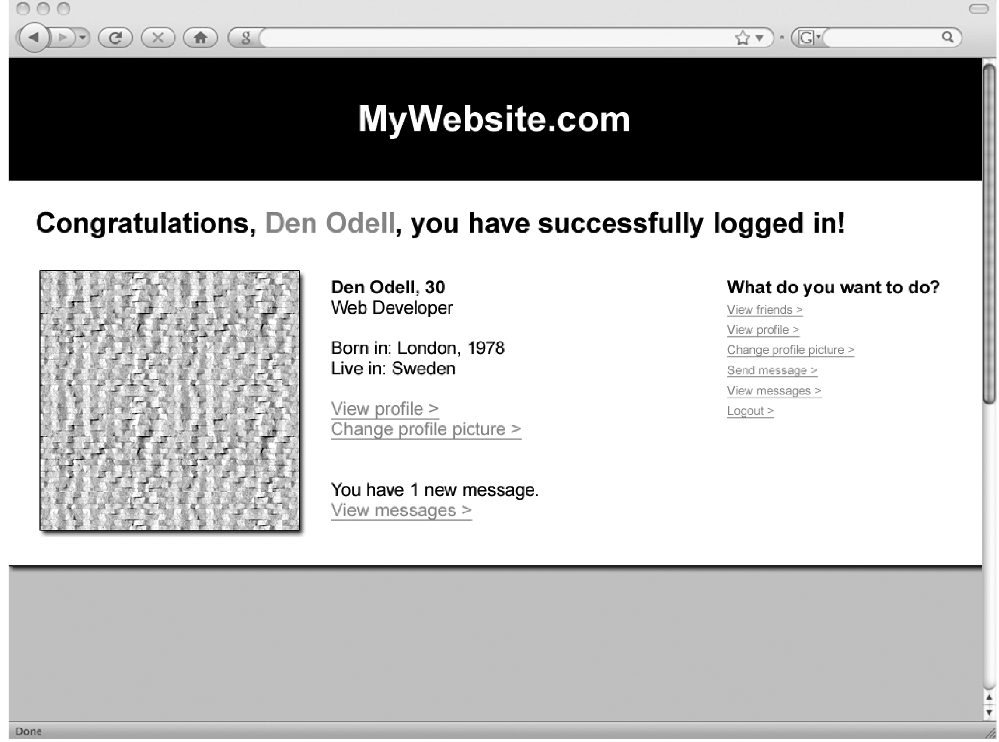 g
G
MyWebsite.com
Congratulations, Den Odell, you have successfully logged in!
Den Odell, 30
Web Developer
Born in: London, 1978
Live in: Sweden
View profile >
Change profile picture >
You have 1 new message.
View messages >
What do you want to do?
View friends >
View profile >
Change profile picture >
Send message >
View messages >
Logout >
Done